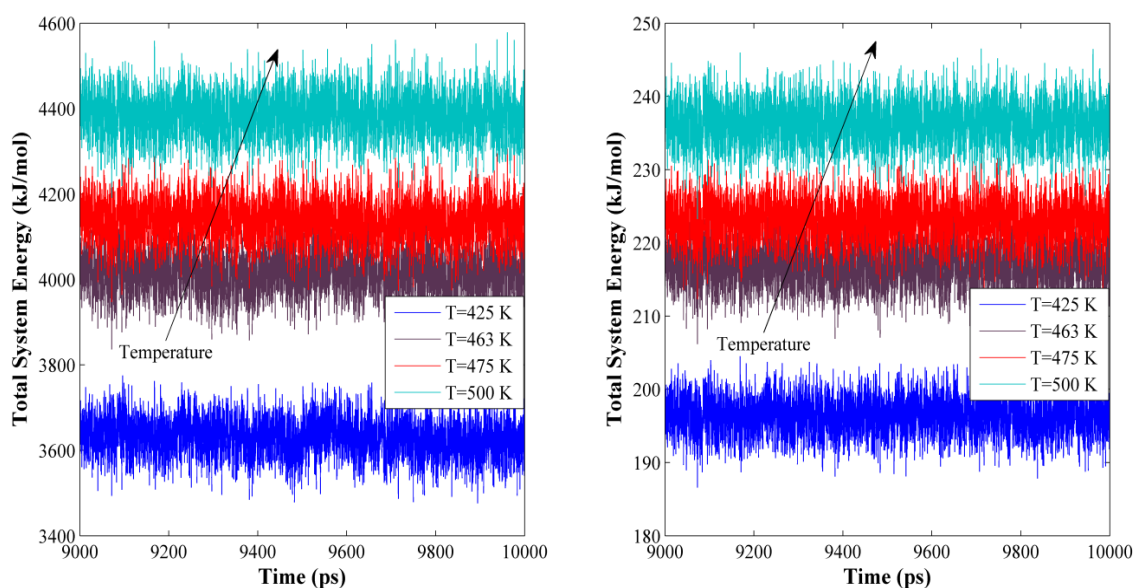 4600
4400
4200
4000
3800
3600
3400
Total System Energy (kJ/mol)
Temperature
T=425 K
T=463 K
T=475 K
T=500 K
9000
9200
9400
9600
9800
10000
Time (ps)
250
240
230
220
210
200
190
180
Total System Energy (kJ/mol)
Temperature
T=425 K
T=463 K
T=475 K
T=500 K
9000
9200
9400
9600
9800
10000
Time (ps)